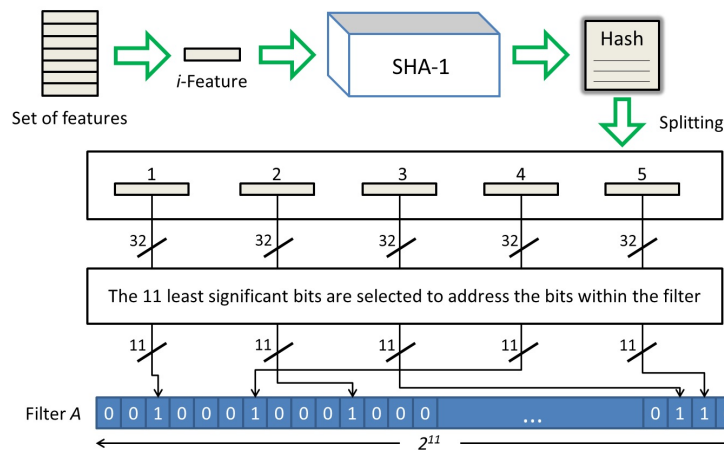 Set of features
i-Feature
SHA-1
Hash
Splitting
1 2 3 4 5
32 32 32 32 32
The 11 least significant bits are selected to address the bits within the filter
11 11 11 11 11
Filter A 0 0 1 0 0 0 1 0 0 0 1 0 0 0 ... 0 1 1
2^11